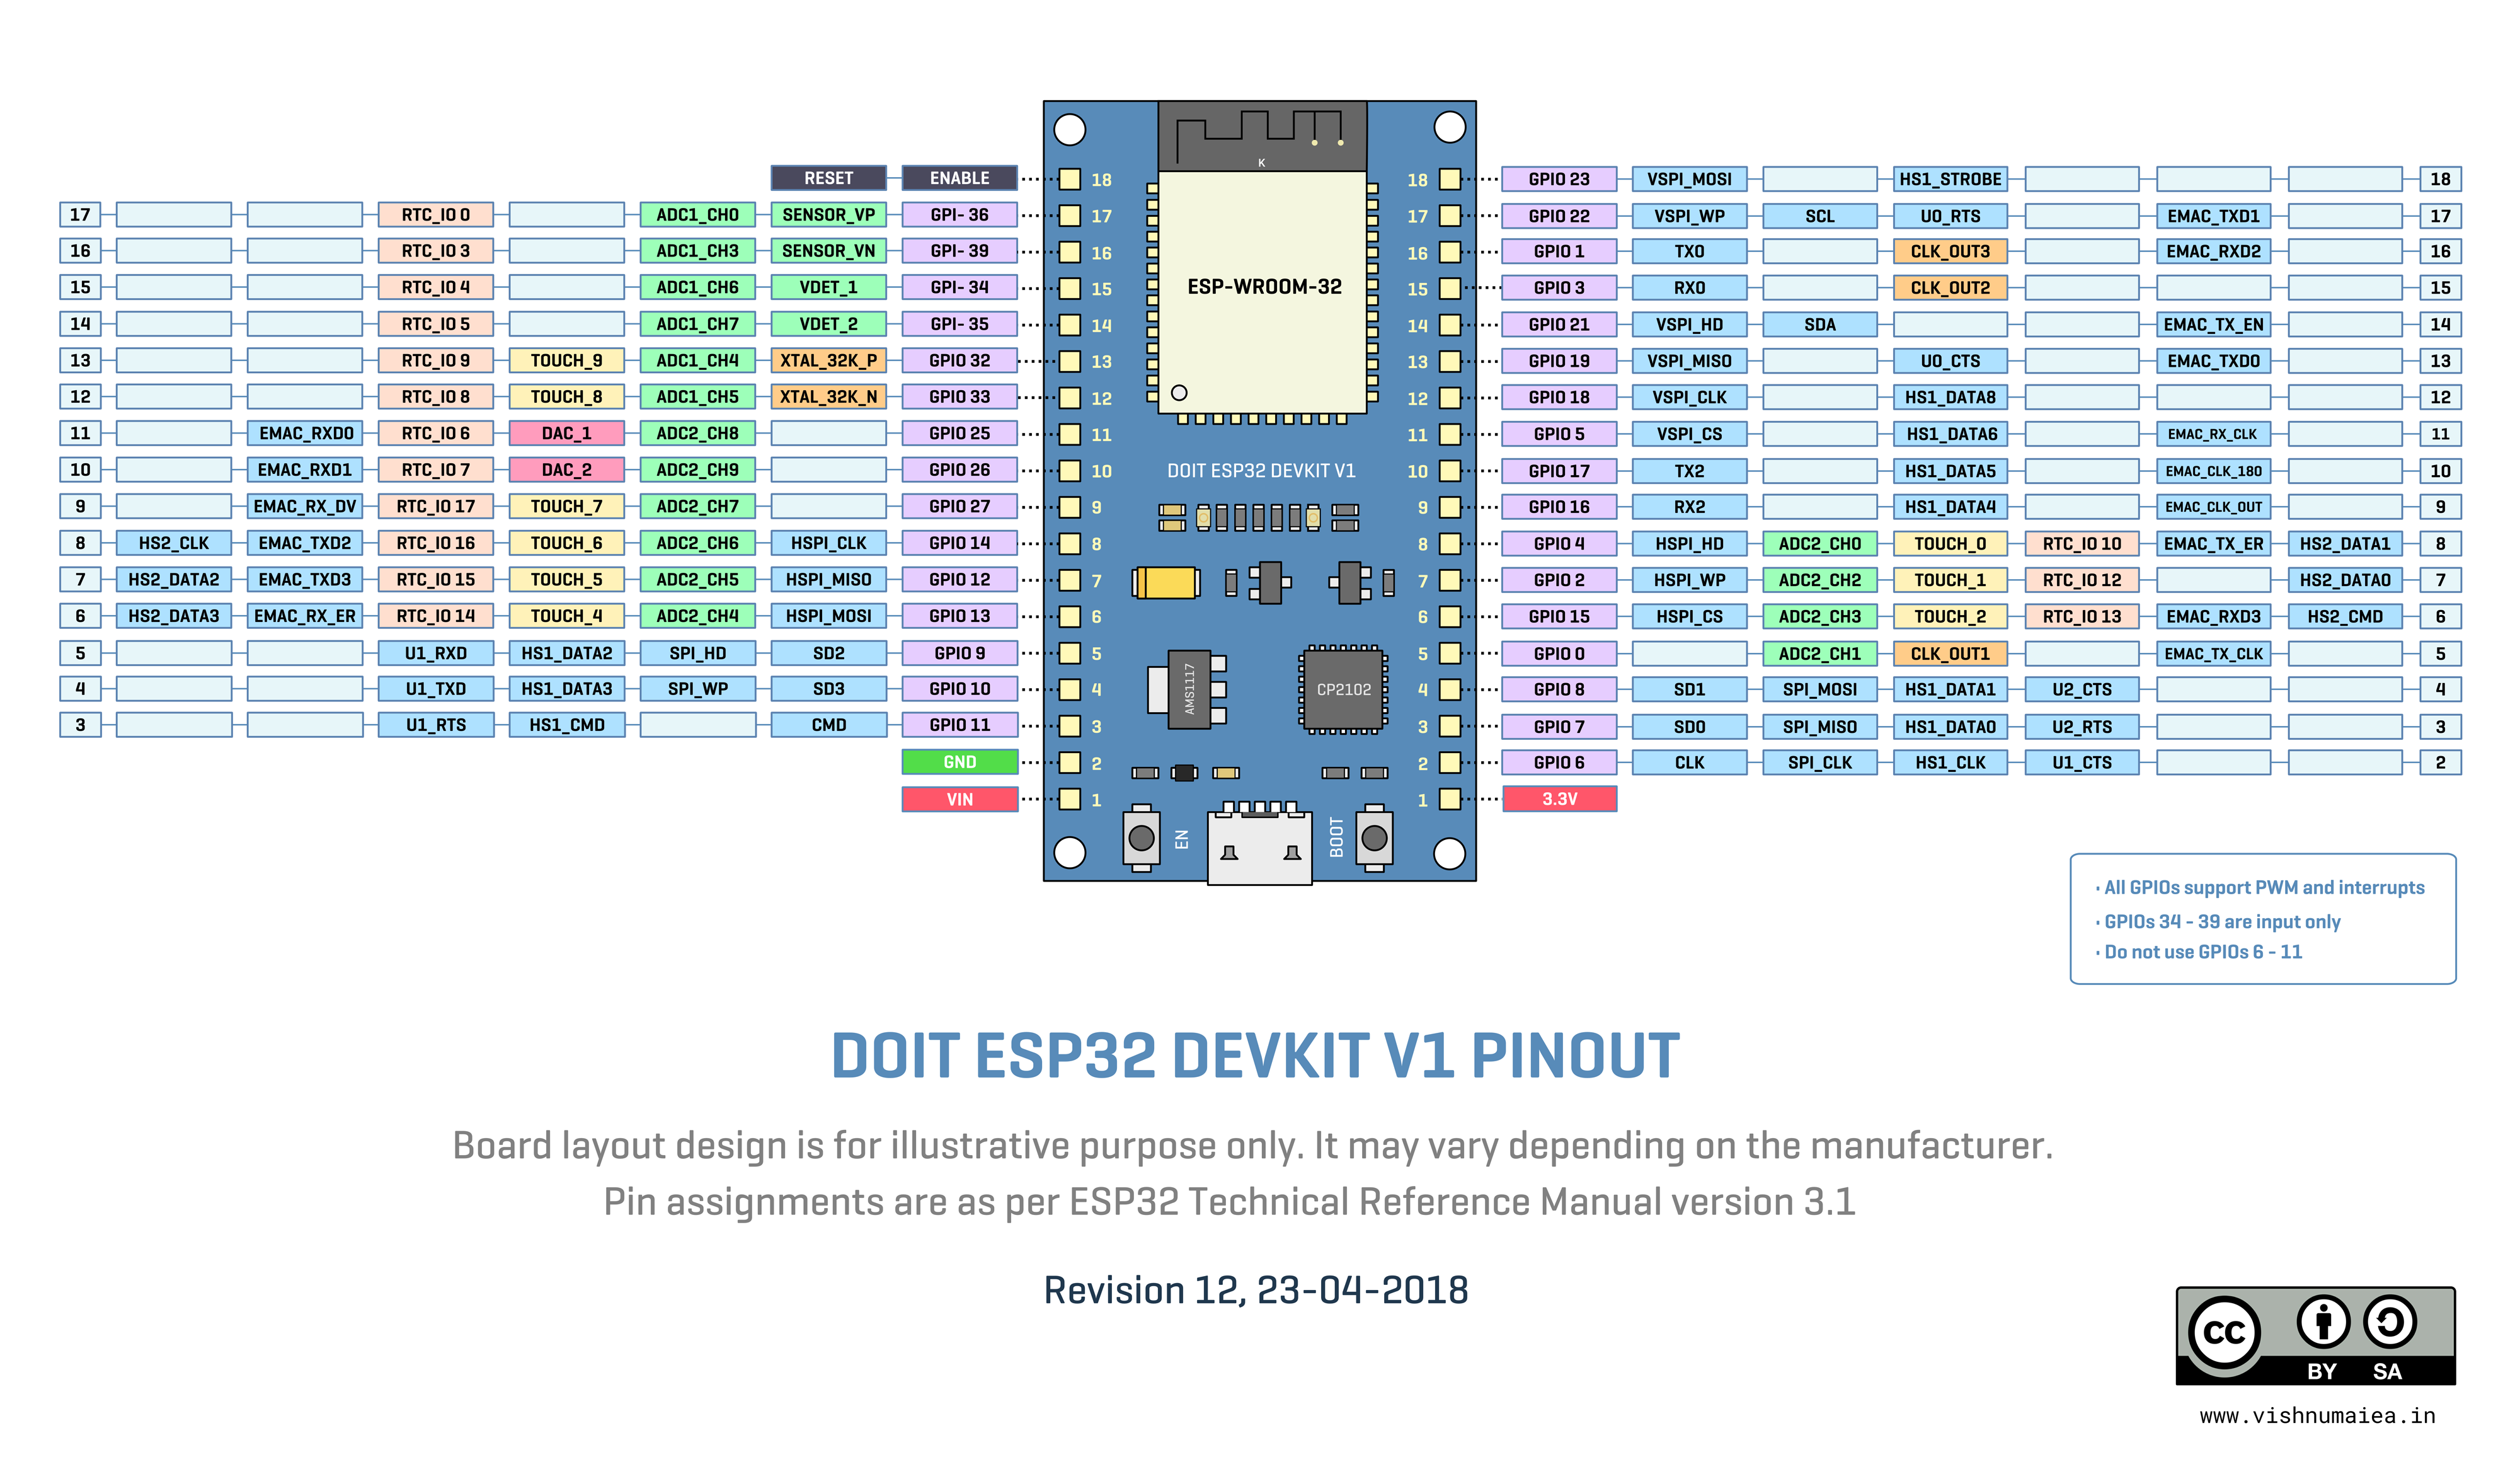 RESET ENABLE 18 18 GPIO 23 VSPI_MOSI HS1_STROBE 18
17 RTC_IO 0 ADC1_CH0 SENSOR_VP GPI- 36 17 17 GPIO 22 VSPI_WP SCL U0_RTS EMAC_TXD1 17
16 RTC_IO 3 ADC1_CH3 SENSOR_VN GPI- 39 16 16 GPIO 1 TX0 CLK_OUT3 EMAC_RXD2 16
15 RTC_IO 4 ADC1_CH6 VDET_1 GPI- 34 15 15 GPIO 3 RX0 CLK_OUT2 15
14 RTC_IO 5 ADC1_CH7 VDET_2 GPI- 35 14 14 GPIO 21 VSPI_HD SDA EMAC_TX_EN 14
13 RTC_IO 9 TOUCH_9 ADC1_CH4 XTAL_32K_P GPIO 32 13 13 GPIO 19 VSPI_MISO U0_CTS EMAC_TXD0 13
12 RTC_IO 8 TOUCH_8 ADC1_CH5 XTAL_32K_N GPIO 33 12 12 GPIO 18 VSPI_CLK HS1_DATA8 12
11 EMAC_RXD0 RTC_IO 6 DAC_1 ADC2_CH8 GPIO 25 11 11 GPIO 5 VSPI_CS HS1_DATA6 EMAC_RX_CLK 11
10 EMAC_RXD1 RTC_IO 7 DAC_2 ADC2_CH9 GPIO 26 10 10 GPIO 17 TX2 HS1_DATA5 EMAC_CLK_180 10
9 EMAC_RX_DV RTC_IO 17 TOUCH_7 ADC2_CH7 GPIO 27 9 9 GPIO 16 RX2 HS1_DATA4 EMAC_CLK_OUT 9
8 HS2_CLK EMAC_TXD2 RTC_IO 16 TOUCH_6 ADC2_CH6 HSPI_CLK GPIO 14 8 8 GPIO 4 HSPI_HD ADC2_CH0 TOUCH_0 RTC_IO 10 EMAC_TX_ER HS2_DATA1 8
7 HS2_DATA2 EMAC_TXD3 RTC_IO 15 TOUCH_5 ADC2_CH5 HSPI_MISO GPIO 12 7 7 GPIO 2 HSPI_WP ADC2_CH2 TOUCH_1 RTC_IO 12 HS2_DATA0 7
6 HS2_DATA3 EMAC_RX_ER RTC_IO 14 TOUCH_4 ADC2_CH4 HSPI_MOSI GPIO 13 6 6 GPIO 15 HSPI_CS ADC2_CH3 TOUCH_2 RTC_IO 13 EMAC_RXD3 HS2_CMD 6
5 U1_RXD HS1_DATA2 SPI_HD SD2 GPIO 9 5 5 GPIO 0 ADC2_CH1 CLK_OUT1 EMAC_TX_CLK 5
4 U1_TXD HS1_DATA3 SPI_WP SD3 GPIO 10 4 4 GPIO 8 SD1 SPI_MOSI HS1_DATA1 U2_CTS 4
3 U1_RTS HS1_CMD CMD GPIO 11 3 3 GPIO 7 SD0 SPI_MISO HS1_DATA0 U2_RTS 3
GND 2 2 GPIO 6 CLK SPI_CLK HS1_CLK U1_CTS 2
VIN 1 1 3.3V
K
ESP-WROOM-32
DOIT ESP32 DEVKIT V1
AMS1117
CP2102
EN
BOOT
· All GPIOs support PWM and interrupts
· GPIOs 34 - 39 are input only
· Do not use GPIOs 6 - 11
DOIT ESP32 DEVKIT V1 PINOUT
Board layout design is for illustrative purpose only. It may vary depending on the manufacturer.
Pin assignments are as per ESP32 Technical Reference Manual version 3.1
Revision 12, 23-04-2018
CC
BY SA
www.vishnumaiea.in